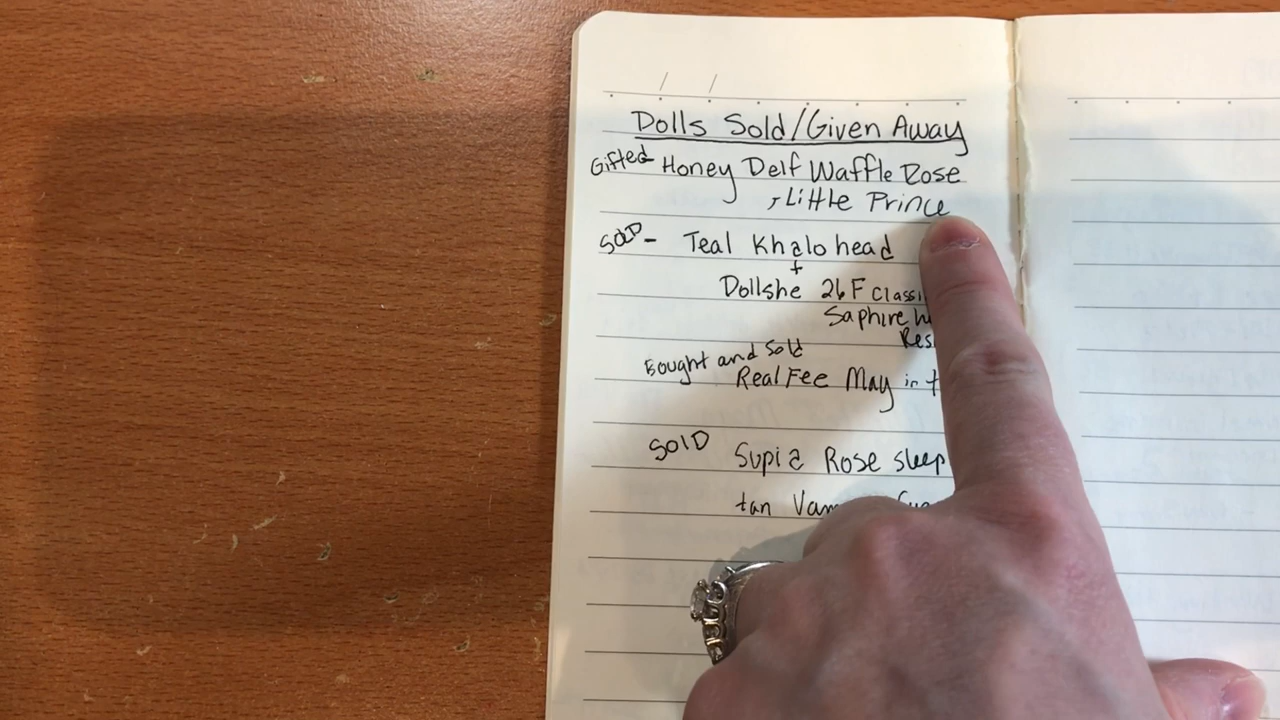 Dolls Sold/Given Away
Gifted Honey Delf Waffle Rose
, Little Prince
SOLD - Teal Khalo head
+
Dollshe 26F
Saphire
Bought and Sold
RealFee May in
SOLD Supia Rose sleep
tan